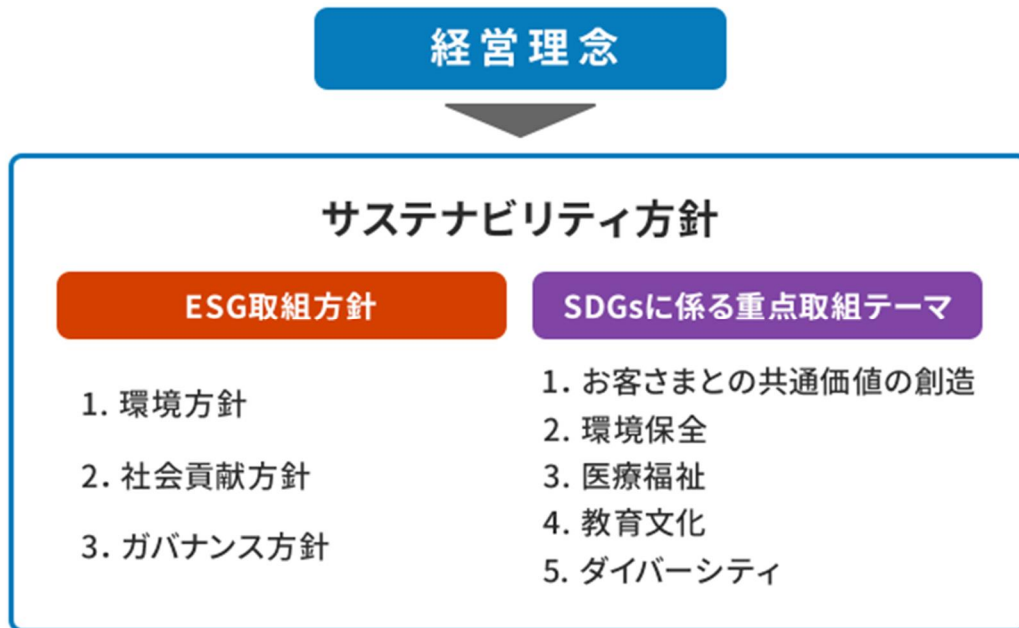 経営理念
サステナビリティ方針
ESG取組方針
1. 環境方針
2. 社会貢献方針
3. ガバナンス方針
SDGsに係る重点取組テーマ
1. お客さまとの共通価値の創造
2. 環境保全
3. 医療福祉
4. 教育文化
5. ダイバーシティ